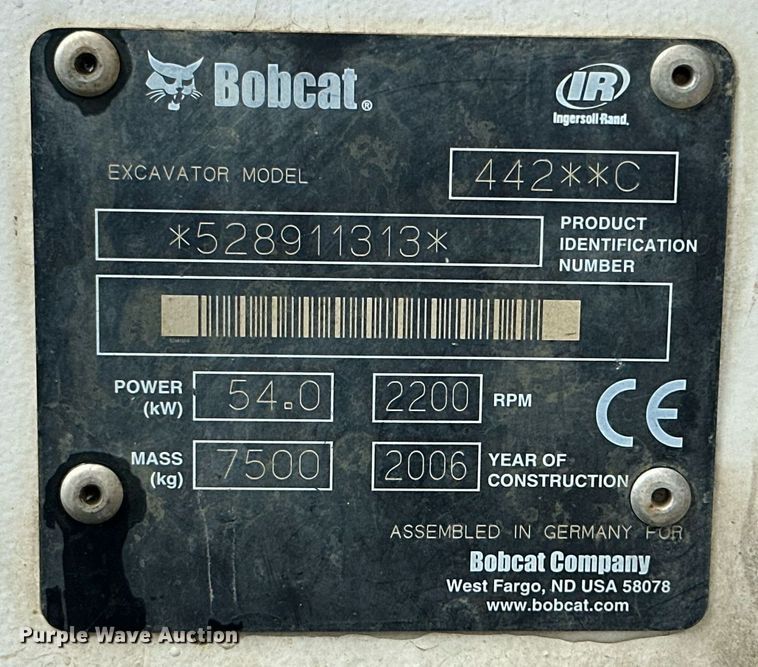 Bobcat®
IR
Ingersoll-Rand.
EXCAVATOR MODEL 442**C
*528911313* PRODUCT
IDENTIFICATION
NUMBER
POWER
(kW) 54.0 2200 RPM
CE
MASS
(kg) 7500 2006 YEAR OF
CONSTRUCTION
ASSEMBLED IN GERMANY FOR
Bobcat Company
West Fargo, ND USA 58078
www.bobcat.com
Purple Wave Auction